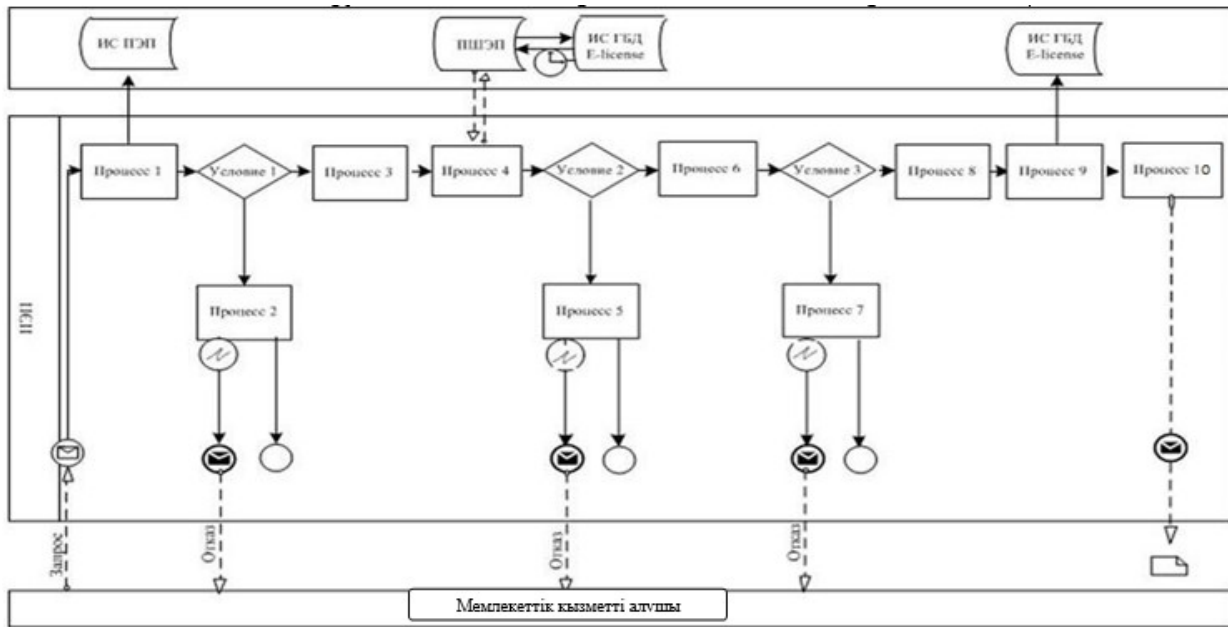 ИС ПЭП
ПШЭП
ИС ГБД
E-license
ИС ГБД
E-license
ПЭП
Процесс 1
Условие 1
Процесс 3
Процесс 4
Условие 2
Процесс 6
Условие 3
Процесс 8
Процесс 9
Процесс 10
Процесс 2
Процесс 5
Процесс 7
Запрос
Отказ
Отказ
Отказ
Мемлекеттік қызметті алушы